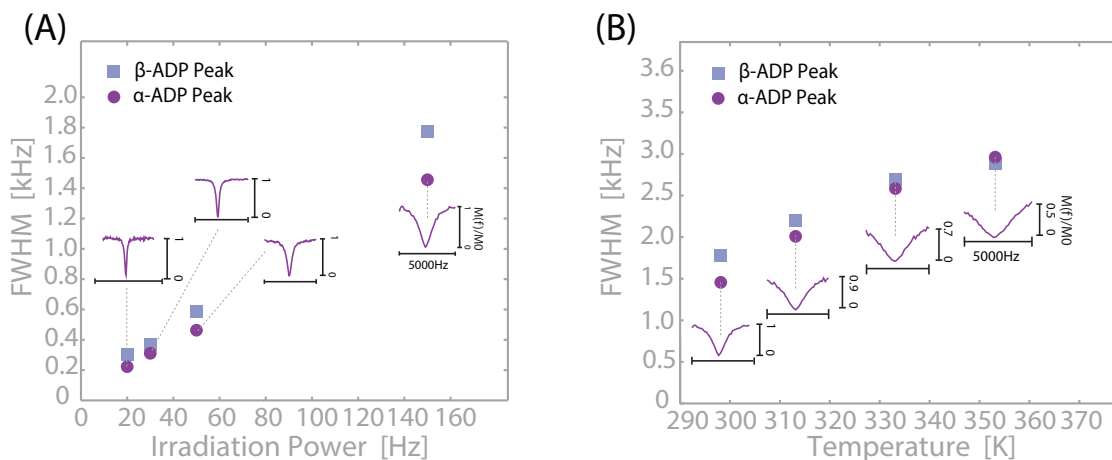 (A)
β-ADP Peak
α-ADP Peak
FWHM [kHz]
2.0
1.8
1.6
1.4
1.2
1.0
0.8
0.6
0.4
0.2
0
0 20 40 60 80 100 120 140 160
Irradiation Power [Hz]
1
0
1
0
1
0
1
0
M(f)/M0
5000Hz
(B)
β-ADP Peak
α-ADP Peak
FWHM [kHz]
3.6
3.0
2.5
2.0
1.5
1.0
0.5
0
290 300 310 320 330 340 350 360 370
Temperature [K]
1
0
0.9
0
0.7
0
0.5
0
M(f)/M0
5000Hz